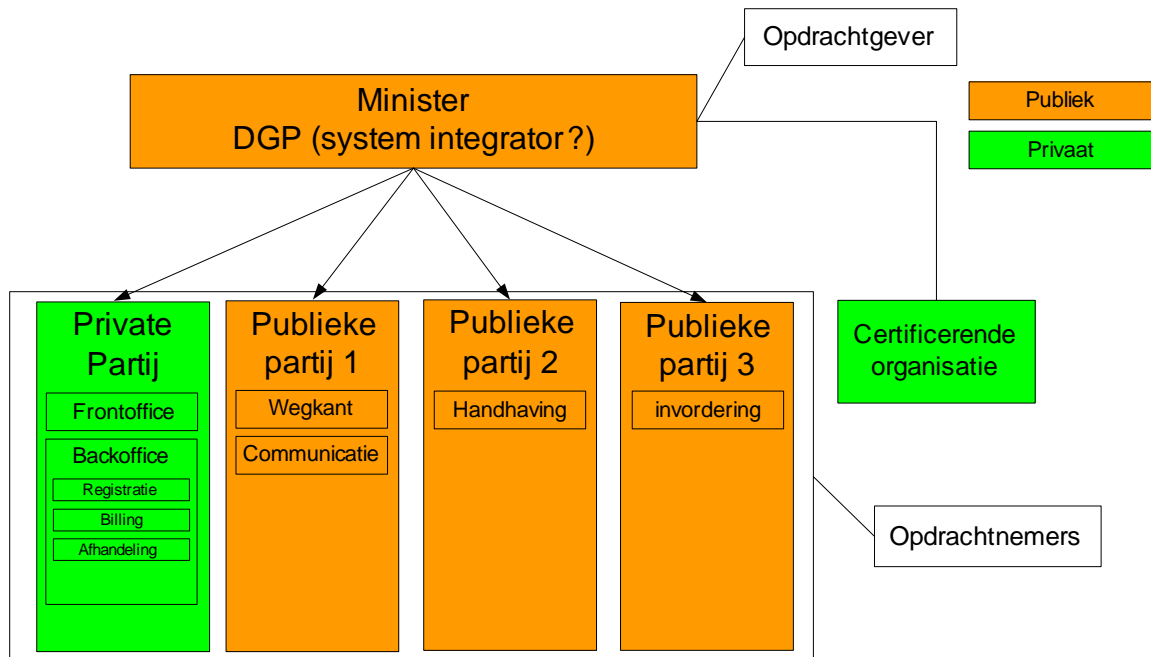 Opdrachtgever
Minister
DGP (system integrator?)
Publiek
Privaat
Private
Partij
Frontoffice
Backoffice
Registratie
Billing
Afhandeling
Publieke
partij 1
Wegkant
Communicatie
Publieke
partij 2
Handhaving
Publieke
partij 3
invordering
Certificerende
organisatie
Opdrachtnemers